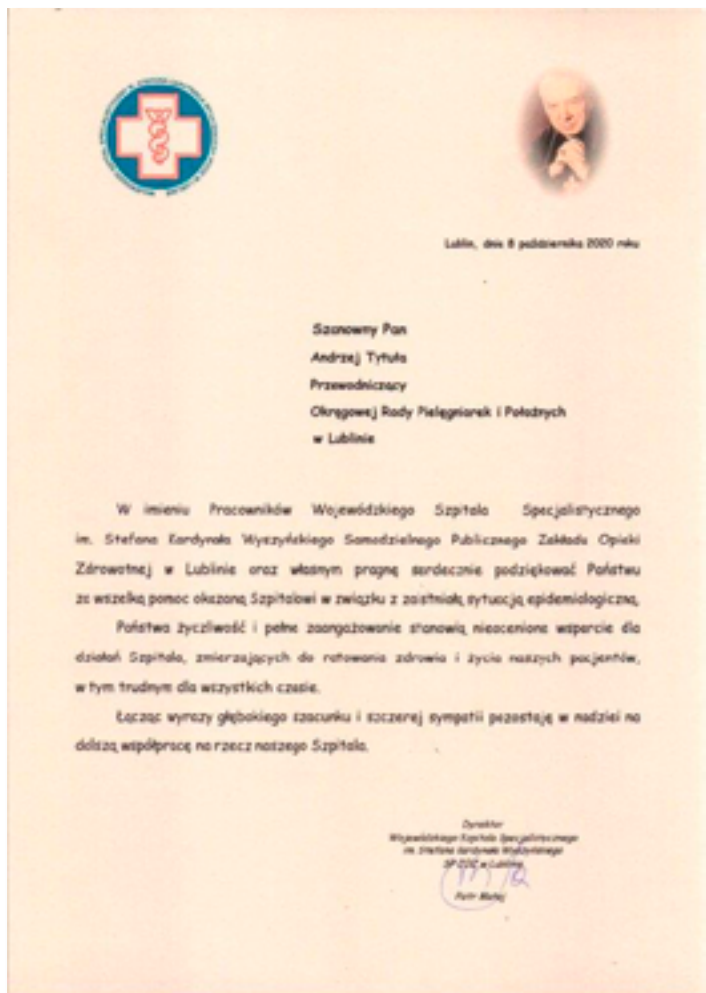 Lublin, dnia 8 października 2020 roku
Szanowny Pan
Andrzej Tytuła
Przewodniczący
Okręgowej Rady Pielęgniarek i Położnych
w Lublinie
W imieniu Pracowników Wojewódzkiego Szpitala Specjalistycznego
im. Stefana Kardynała Wyszyńskiego Samodzielnego Publicznego Zakładu Opieki
Zdrowotnej w Lublinie oraz własnym pragnę serdecznie podziękować Państwu
za wszelką pomoc okazaną Szpitalowi w związku z zaistniałą sytuacją epidemiologiczną.
Państwa życzliwość i pełne zaangażowanie stanowią nieocenione wsparcie dla
działań Szpitala, zmierzających do ratowania zdrowia i życia naszych pacjentów,
w tym trudnym dla wszystkich czasie.
Łącząc wyrazy głębokiego szacunku i szczerej sympatii pozostaję w nadziei na
dalszą współpracę na rzecz naszego Szpitala.
Dyrektor
Wojewódzkiego Szpitala Specjalistycznego
im. Stefana Kardynała Wyszyńskiego
SP ZOZ w Lublinie
Piotr Matej